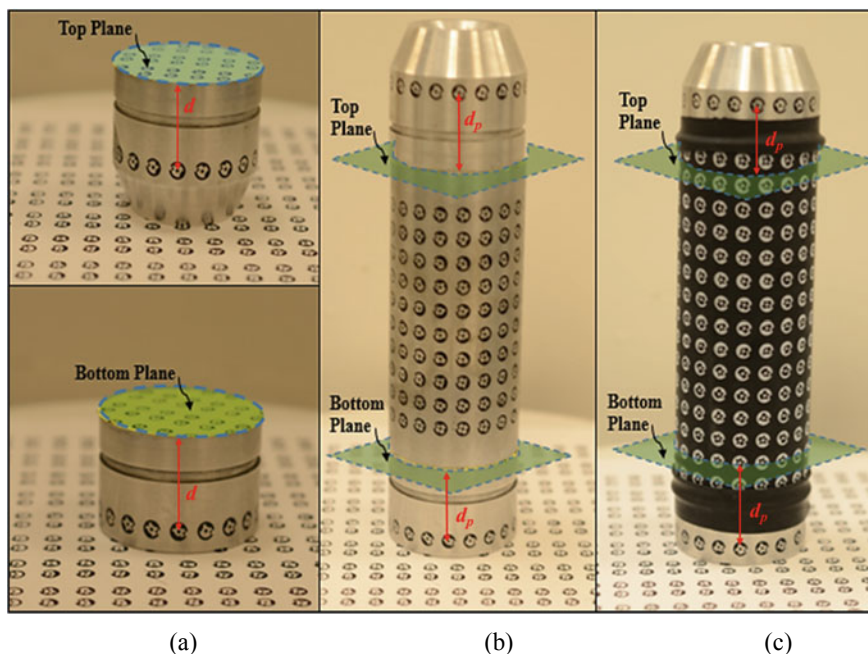 Top Plane
d
Bottom Plane
d
Top
Plane
dp
Bottom
Plane
dp
Top
Plane
dp
Bottom
Plane
dp
(a)
(b)
(c)